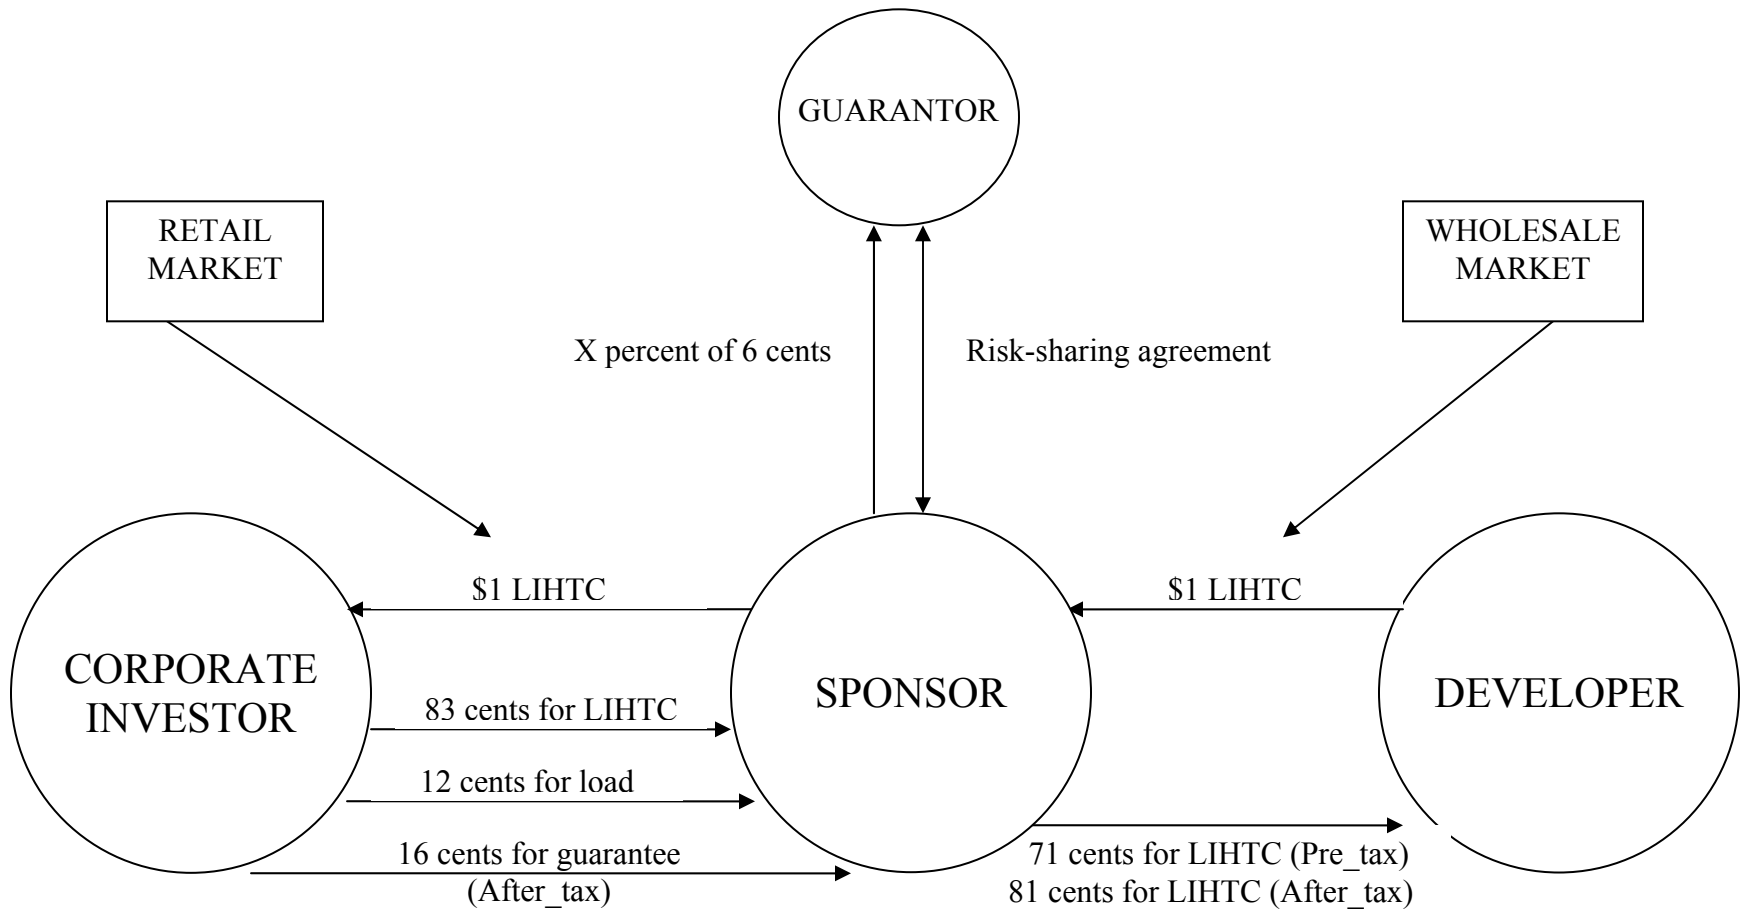 GUARANTOR
RETAIL
MARKET
WHOLESALE
MARKET
X percent of 6 cents
Risk-sharing agreement
$1 LIHTC
$1 LIHTC
CORPORATE
INVESTOR
83 cents for LIHTC
SPONSOR
DEVELOPER
12 cents for load
16 cents for guarantee
(After_tax)
71 cents for LIHTC (Pre_tax)
81 cents for LIHTC (After_tax)